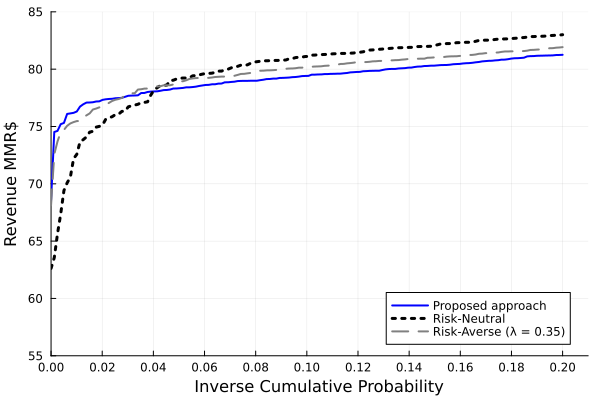 85
80
75
70
65
60
55
Revenue MMR$
Proposed approach
Risk-Neutral
Risk-Averse (λ = 0.35)
0.00 0.02 0.04 0.06 0.08 0.10 0.12 0.14 0.16 0.18 0.20
Inverse Cumulative Probability